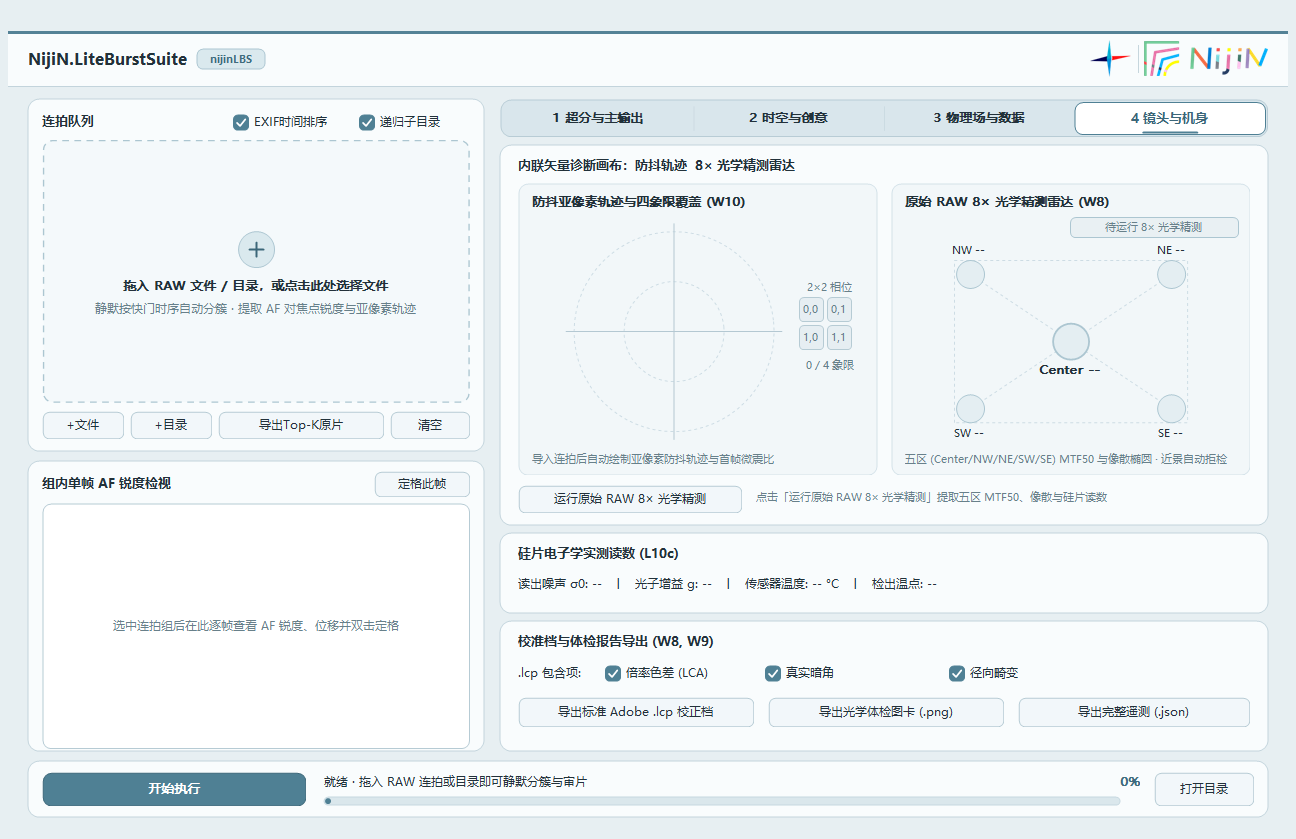 NijiN.LiteBurstSuite nijinLBS NijiN
连拍队列 EXIF时间排序 递归子目录
拖入 RAW 文件 / 目录，或点击此处选择文件
静默按快门时序自动分簇 · 提取 AF 对焦点锐度与亚像素轨迹
+文件 +目录 导出Top-K原片 清空
组内单帧 AF 锐度检视 定格此帧
选中连拍组后在此逐帧查看 AF 锐度、位移并双击定格
1 超分与主输出 2 时空与创意 3 物理场与数据 4 镜头与机身
内联矢量诊断画布：防抖轨迹 8× 光学精测雷达
防抖亚像素轨迹与四象限覆盖 (W10)
2×2 相位
0,0 0,1
1,0 1,1
0 / 4 象限
导入连拍后自动绘制亚像素防抖轨迹与首帧微震比
原始 RAW 8× 光学精测雷达 (W8)
待运行 8× 光学精测
NW -- NE --
Center --
SW -- SE --
五区 (Center/NW/NE/SW/SE) MTF50 与像散椭圆 · 近景自动拒检
运行原始 RAW 8× 光学精测 点击「运行原始 RAW 8× 光学精测」提取五区 MTF50、像散与硅片读数
硅片电子学实测读数 (L10c)
读出噪声 σ0: -- | 光子增益 g: -- | 传感器温度: -- °C | 检出温点: --
校准档与体检报告导出 (W8, W9)
.lcp 包含项: 倍率色差 (LCA) 真实暗角 径向畸变
导出标准 Adobe .lcp 校正档 导出光学体检图卡 (.png) 导出完整遥测 (.json)
开始执行 就绪 · 拖入 RAW 连拍或目录即可静默分簇与审片 0% 打开目录